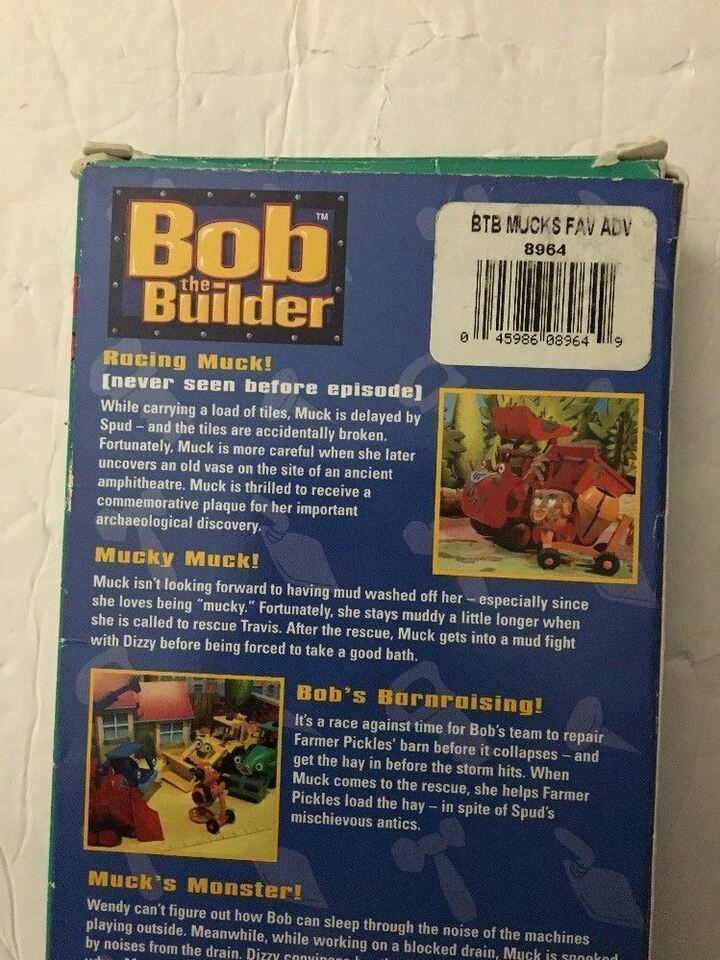 Bob
the
Builder
TM
BTB MUCKS FAV ADV
8964
0 45986 08964 9
Racing Muck!
(never seen before episode)
While carrying a load of tiles, Muck is delayed by
Spud – and the tiles are accidentally broken.
Fortunately, Muck is more careful when she later
uncovers an old vase on the site of an ancient
amphitheatre. Muck is thrilled to receive a
commemorative plaque for her important
archaeological discovery.
Mucky Muck!
Muck isn't looking forward to having mud washed off her – especially since
she loves being "mucky." Fortunately, she stays muddy a little longer when
she is called to rescue Travis. After the rescue, Muck gets into a mud fight
with Dizzy before being forced to take a good bath.
Bob's Barnraising!
It's a race against time for Bob's team to repair
Farmer Pickles' barn before it collapses – and
get the hay in before the storm hits. When
Muck comes to the rescue, she helps Farmer
Pickles load the hay – in spite of Spud's
mischievous antics.
Muck's Monster!
Wendy can't figure out how Bob can sleep through the noise of the machines
playing outside. Meanwhile, while working on a blocked drain, Muck is spooked
by noises from the drain. Dizzy